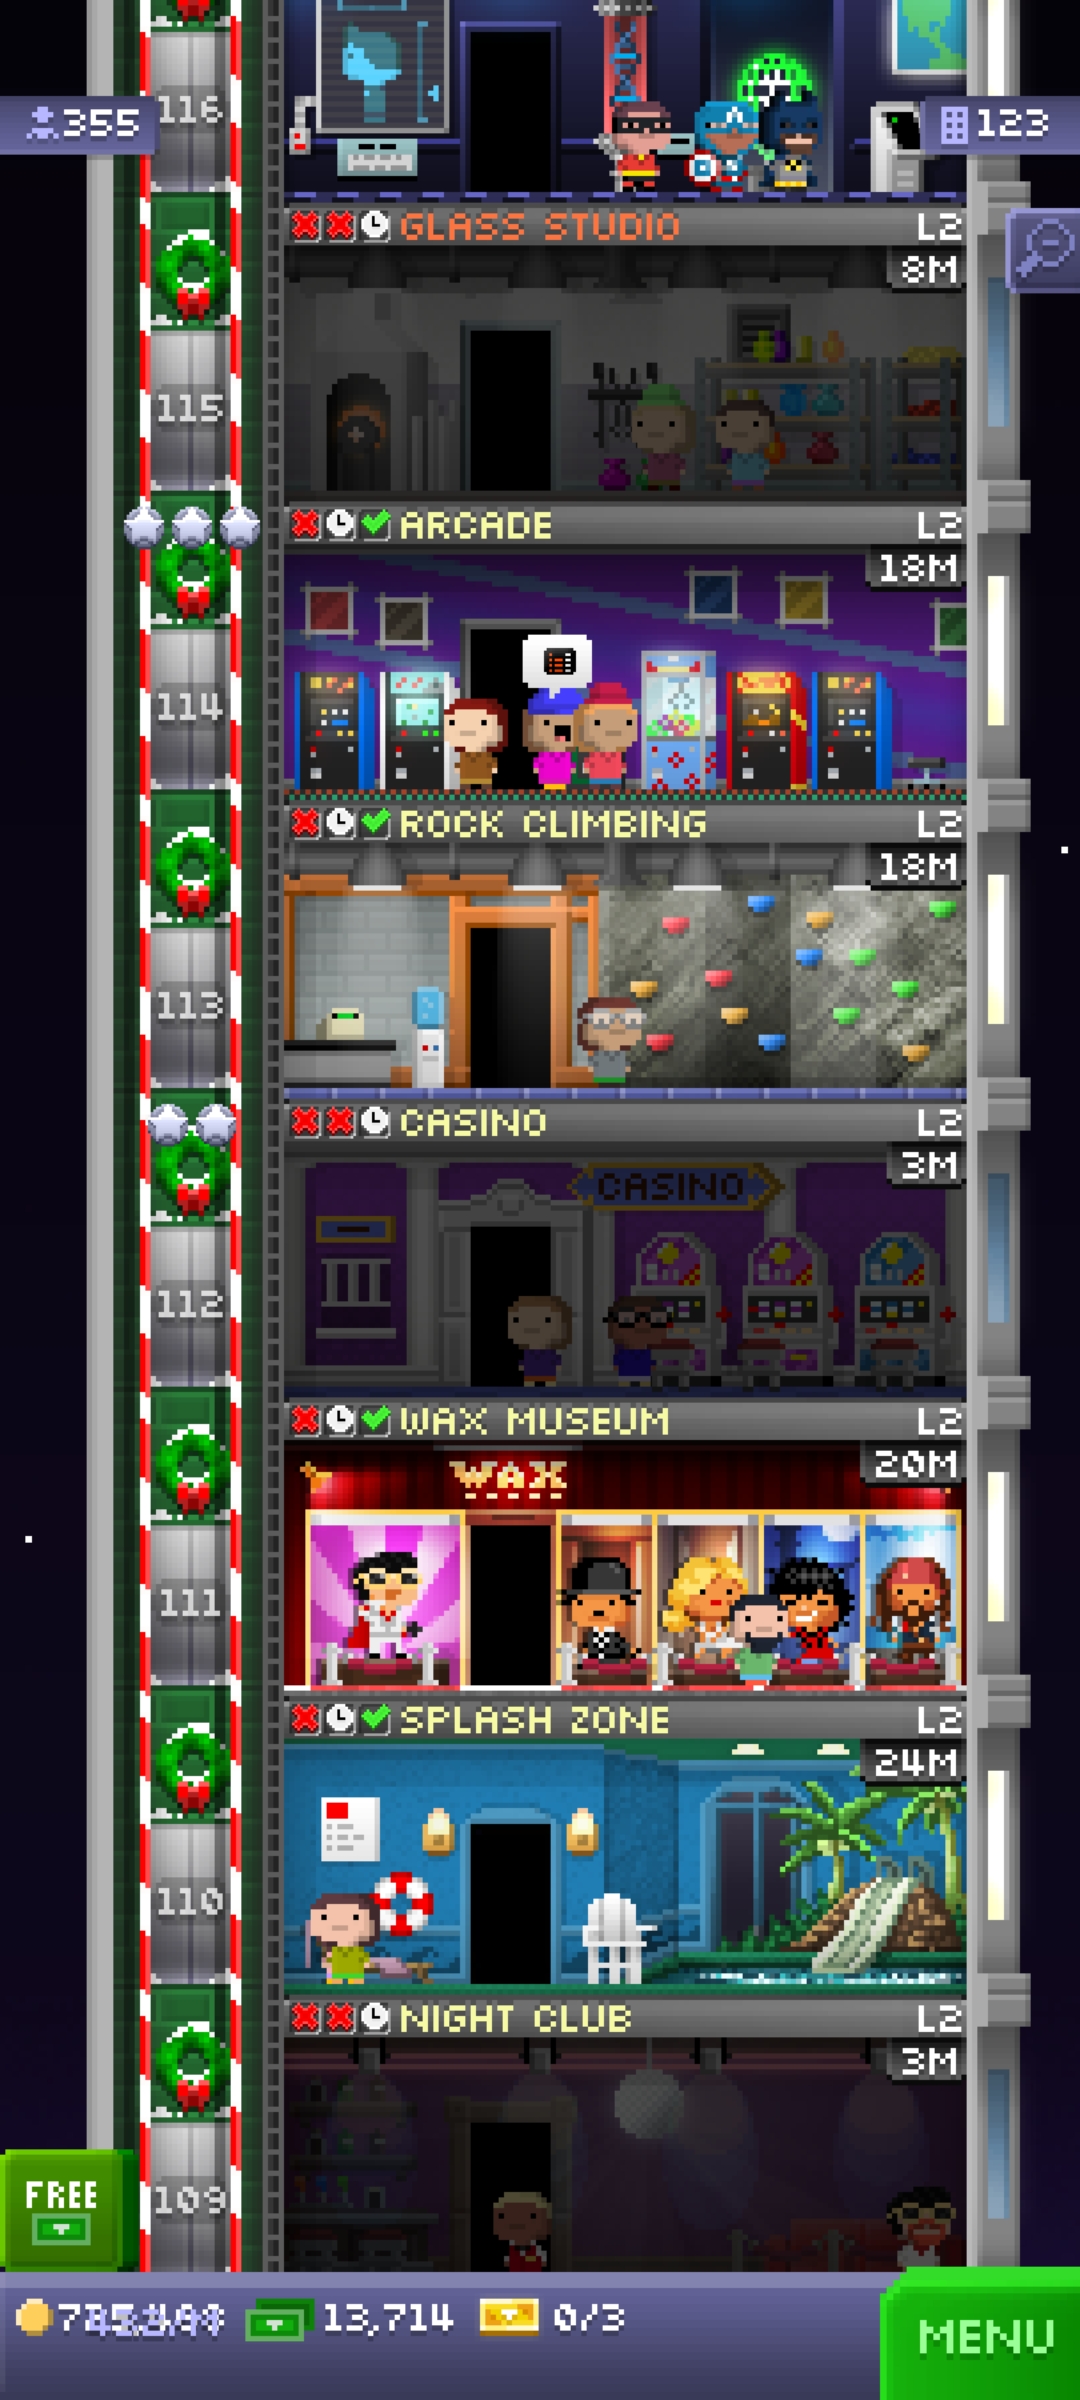 116
355
123
GLASS STUDIO L2
8M
115
ARCADE L2
18M
114
ROCK CLIMBING L2
18M
113
CASINO L2
3M
CASINO
112
WAX MUSEUM L2
20M
WAX
111
SPLASH ZONE L2
24M
110
NIGHT CLUB L2
3M
109
FREE
13,714 0/3
MENU